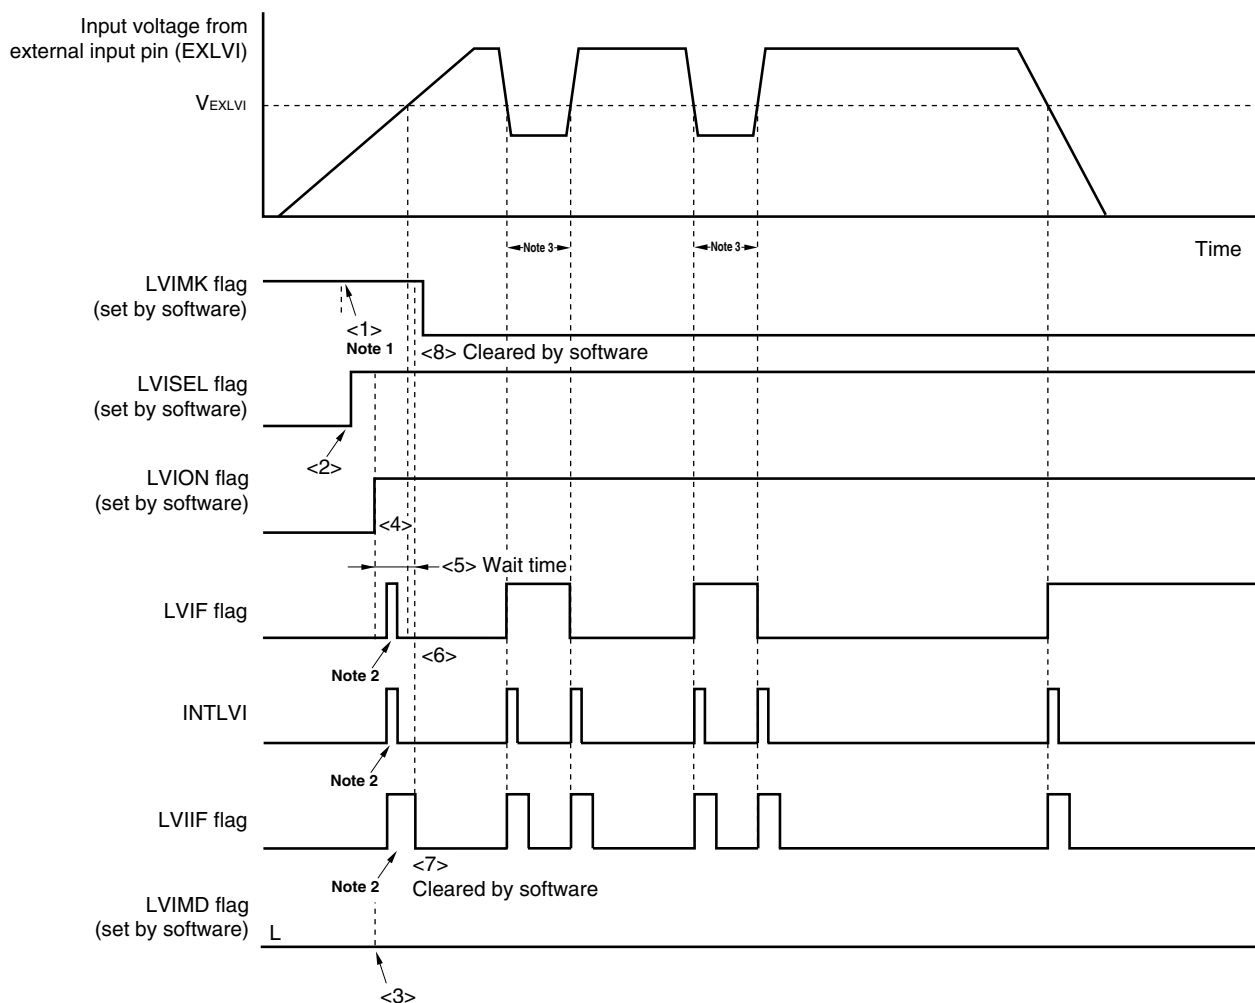 Input voltage from
external input pin (EXLVI)
VEXLVI
Note 3
Note 3
Time
LVIMK flag
(set by software)
<1>
Note 1
<8> Cleared by software
LVISEL flag
(set by software)
<2>
LVION flag
(set by software)
<4>
<5> Wait time
LVIF flag
Note 2
<6>
INTLVI
Note 2
LVIIF flag
Note 2
<7>
Cleared by software
LVIMD flag
(set by software)
L
<3>